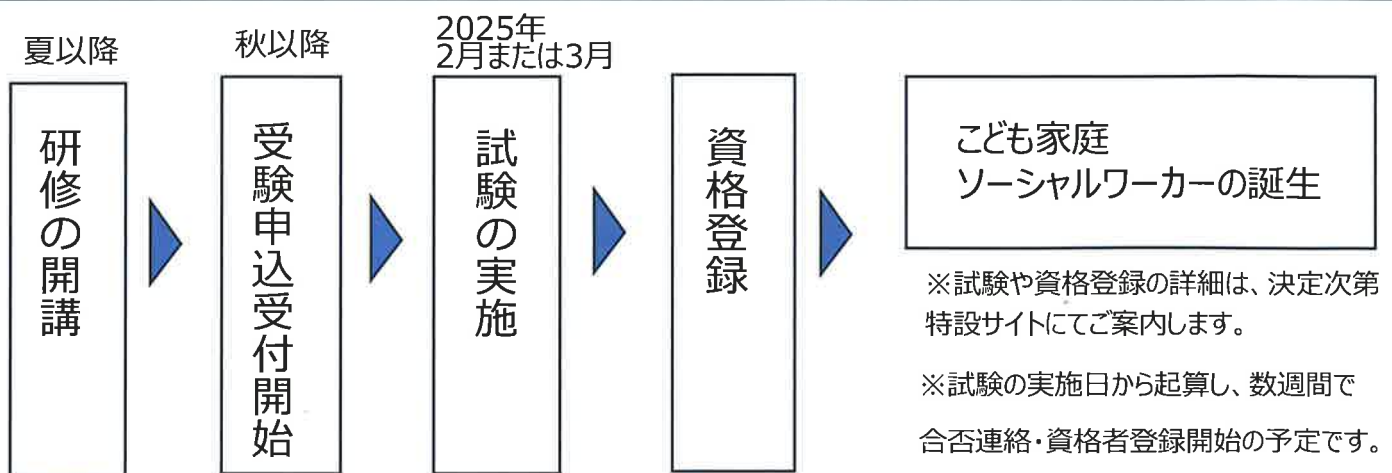 夏以降
研修の開講
秋以降
受験申込受付開始
2025年
2月または3月
試験の実施
資格登録
こども家庭
ソーシャルワーカーの誕生
※試験や資格登録の詳細は、決定次第
特設サイトにてご案内します。
※試験の実施日から起算し、数週間で
合否連絡・資格者登録開始の予定です。